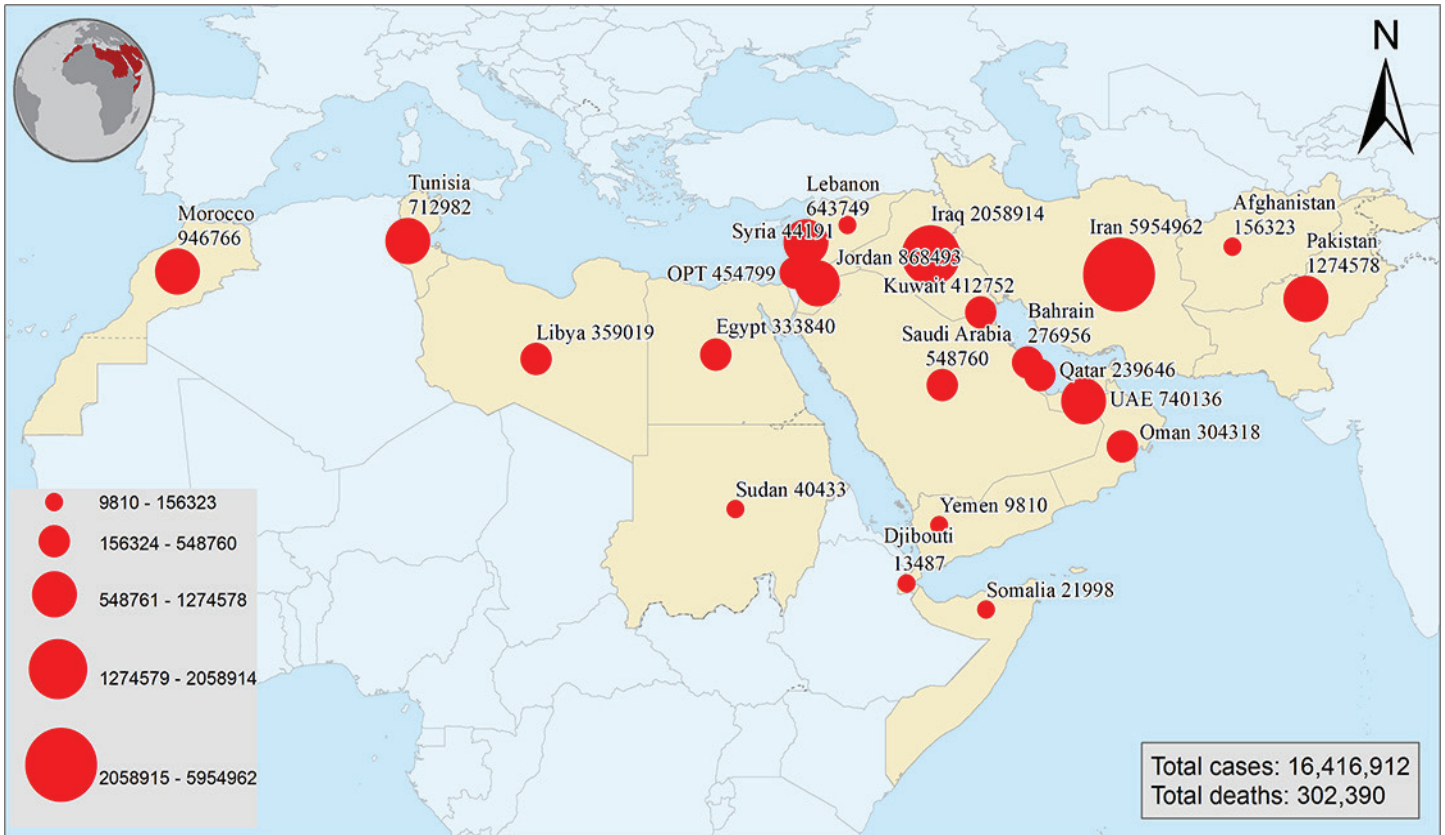 N
Tunisia
712982
Morocco
946766
Lebanon
643749
Syria 44191
Iraq 2058914
Jordan 868493
OPT 454799
Kuwait 412752
Iran 5954962
Afghanistan
156323
Pakistan
1274578
Libya 359019
Egypt 333840
Saudi Arabia
548760
Bahrain
276956
Qatar 239646
UAE 740136
Oman 304318
Sudan 40433
Yemen 9810
Djibouti
13487
Somalia 21998
9810 - 156323
156324 - 548760
548761 - 1274578
1274579 - 2058914
2058915 - 5954962
Total cases: 16,416,912
Total deaths: 302,390